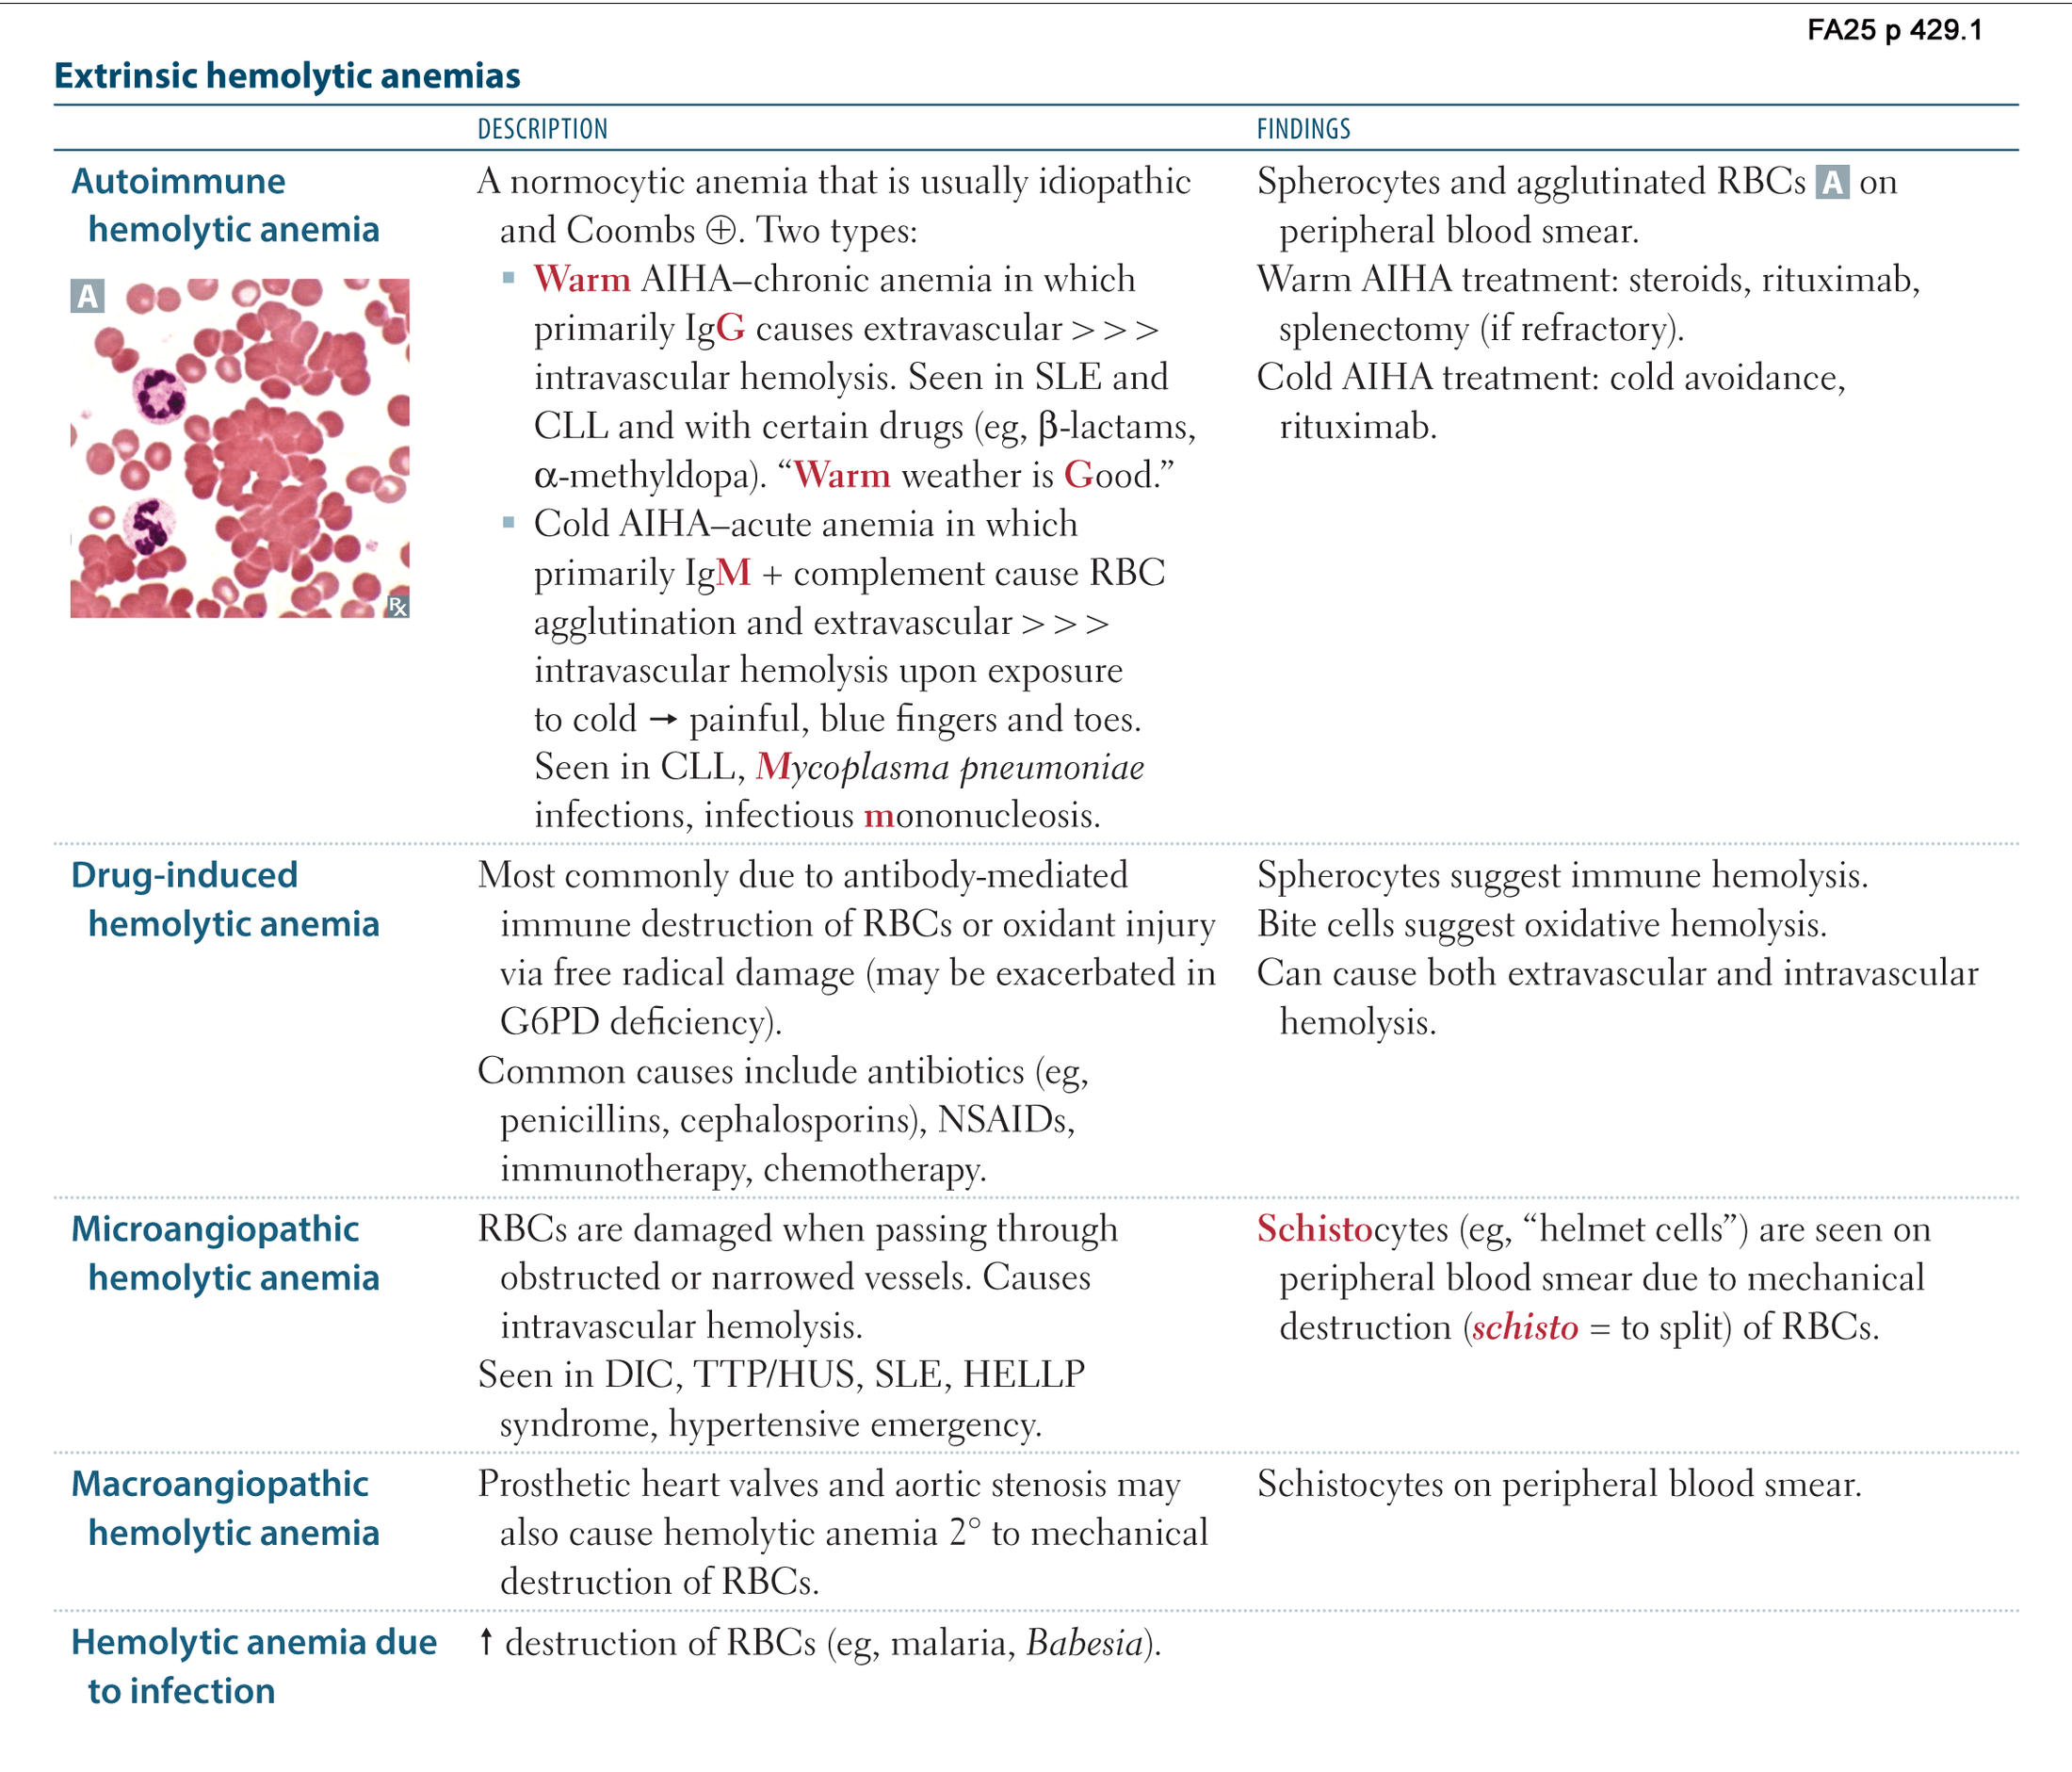 FA25 p 429.1
Extrinsic hemolytic anemias
DESCRIPTION
FINDINGS
Autoimmune
hemolytic anemia
A
℞
A normocytic anemia that is usually idiopathic
and Coombs ⊕. Two types:
▪ Warm AIHA–chronic anemia in which
primarily IgG causes extravascular > > >
intravascular hemolysis. Seen in SLE and
CLL and with certain drugs (eg, β-lactams,
α-methyldopa). “Warm weather is Good.”
▪ Cold AIHA–acute anemia in which
primarily IgM + complement cause RBC
agglutination and extravascular > > >
intravascular hemolysis upon exposure
to cold → painful, blue fingers and toes.
Seen in CLL, Mycoplasma pneumoniae
infections, infectious mononucleosis.
Spherocytes and agglutinated RBCs A on
peripheral blood smear.
Warm AIHA treatment: steroids, rituximab,
splenectomy (if refractory).
Cold AIHA treatment: cold avoidance,
rituximab.
Drug-induced
hemolytic anemia
Most commonly due to antibody-mediated
immune destruction of RBCs or oxidant injury
via free radical damage (may be exacerbated in
G6PD deficiency).
Common causes include antibiotics (eg,
penicillins, cephalosporins), NSAIDs,
immunotherapy, chemotherapy.
Spherocytes suggest immune hemolysis.
Bite cells suggest oxidative hemolysis.
Can cause both extravascular and intravascular
hemolysis.
Microangiopathic
hemolytic anemia
RBCs are damaged when passing through
obstructed or narrowed vessels. Causes
intravascular hemolysis.
Seen in DIC, TTP/HUS, SLE, HELLP
syndrome, hypertensive emergency.
Schistocytes (eg, “helmet cells”) are seen on
peripheral blood smear due to mechanical
destruction (schisto = to split) of RBCs.
Macroangiopathic
hemolytic anemia
Prosthetic heart valves and aortic stenosis may
also cause hemolytic anemia 2° to mechanical
destruction of RBCs.
Schistocytes on peripheral blood smear.
Hemolytic anemia due
to infection
↑ destruction of RBCs (eg, malaria, Babesia).